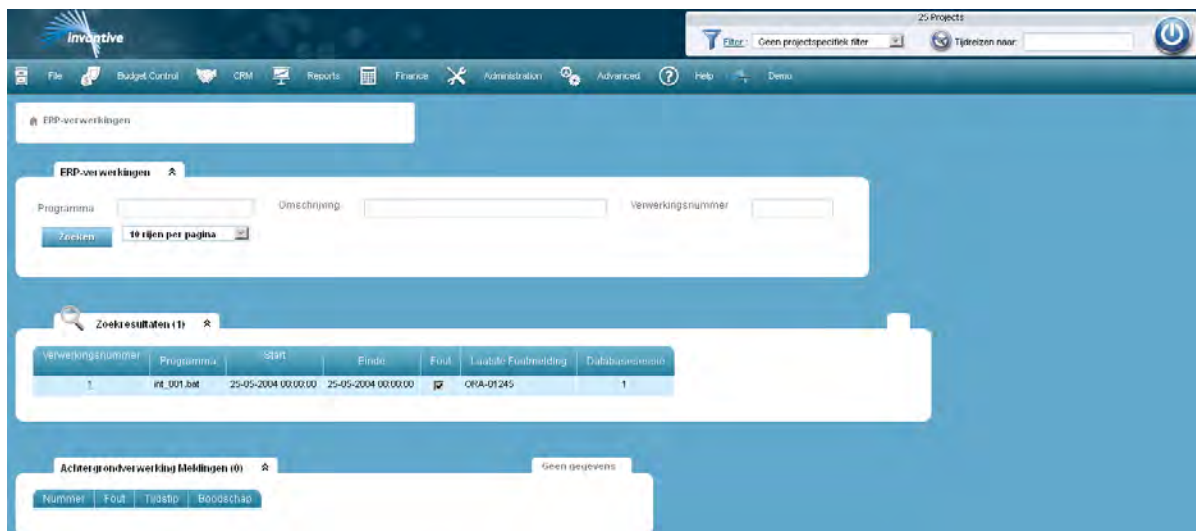 25 Projects
invantive
Filter: Geen projectspecifiek filter Tijdreizen naar:
File Budget Control CRM Reports Finance Administration Advanced Help Demo
ERP-verwerkingen
ERP-verwerkingen
Programma Omschrijving Verwerkingsnummer
Zoeken 10 rijen per pagina
Zoekresultaten (1)
Verwerkingsnummer Programma Start Einde Fout Laatste Foutmelding Databasesessie
1 int_001.bat 25-05-2004 00:00:00 25-05-2004 00:00:00 ORA-01245 1
Achtergrondverwerking Meldingen (0) Geen gegevens
Nummer Fout Tijdstip Boodschap